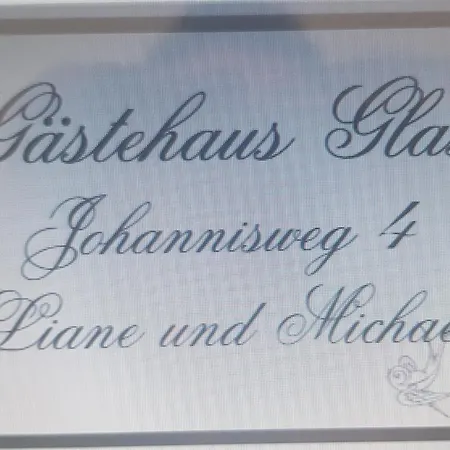 Gästehaus Glas
Johannisweg 4
Liane und Michae